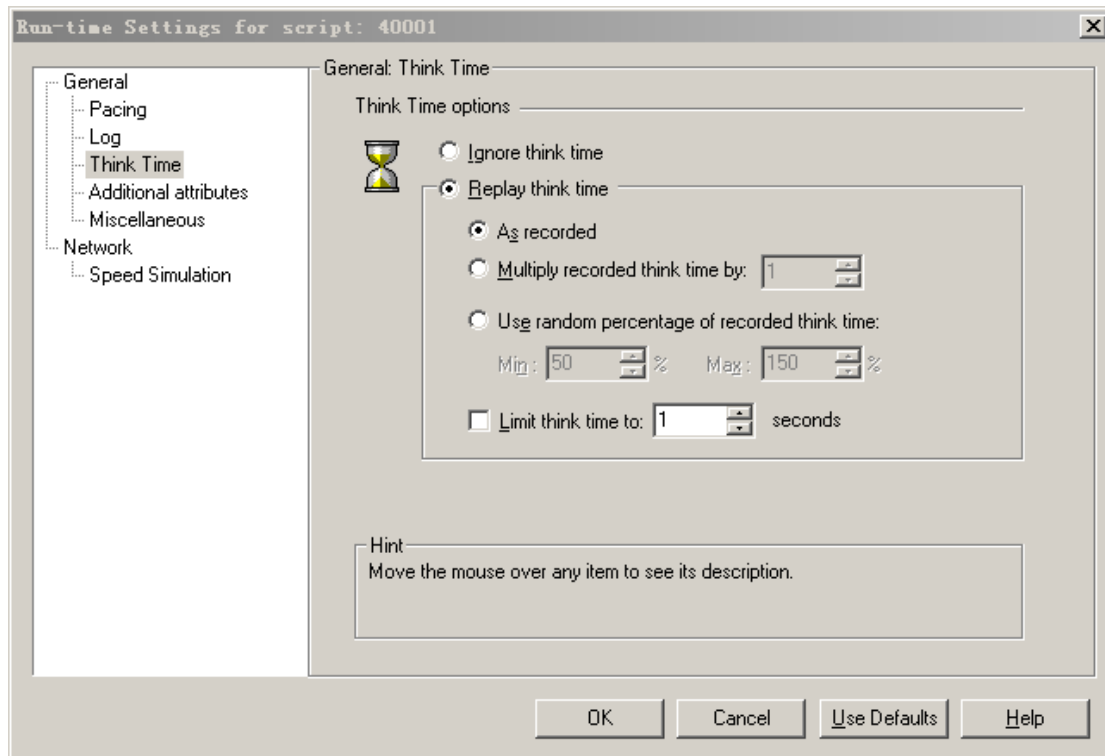 Run-time Settings for script: 40001
General
Pacing
Log
Think Time
Additional attributes
Miscellaneous
Network
Speed Simulation
General: Think Time
Think Time options
Ignore think time
Replay think time
As recorded
Multiply recorded think time by: 1
Use random percentage of recorded think time:
Min: 50 % Max: 150 %
Limit think time to: 1 seconds
Hint
Move the mouse over any item to see its description.
OK Cancel Use Defaults Help